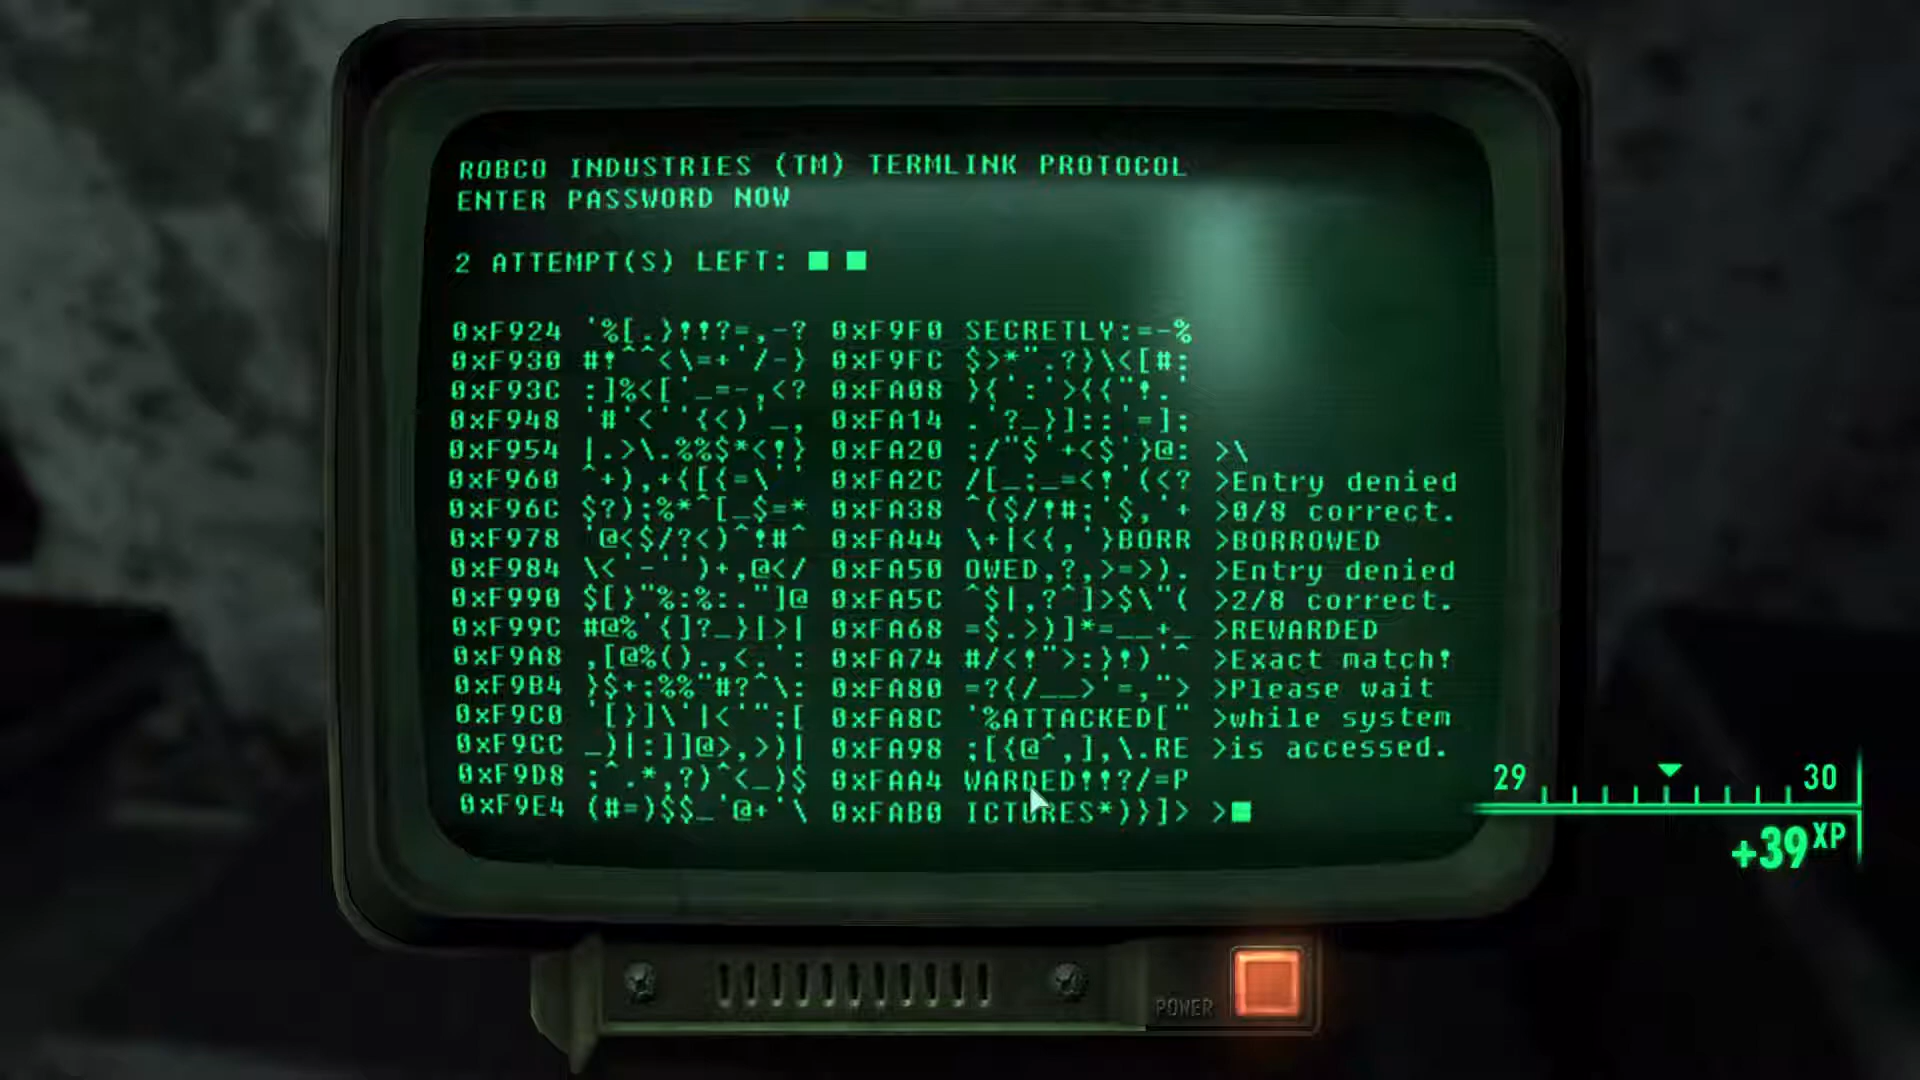 ROBCO INDUSTRIES (TM) TERMLINK PROTOCOL
ENTER PASSWORD NOW
2 ATTEMPT(S) LEFT: ■ ■
0xF924 '%[.}!!?=,-? 0xF9F0 SECRETLY:=-%
0xF930 #!^^<\=+'/-} 0xF9FC $>*".?}\<[#:
0xF93C :]%<['_=-,<? 0xFA08 }{':'>{{"!.'
0xF948 '#'<''{<)'_, 0xFA14 .'?_}]::'=];
0xF954 |.>\.%%$*<!} 0xFA20 ;/"$'+<$'}@: >\
0xF960 ^+),+{[{=\'' 0xFA2C /[_;_=<!'(<? >Entry denied
0xF96C $?);%*^[_$=* 0xFA38 ^($/!#;'$,'+ >0/8 correct.
0xF978 '@<$/?<)^!#^ 0xFA44 \+|<{,'}BORR >BORROWED
0xF984 \<'-'')+,@</ 0xFA50 OWED,?,>=>). >Entry denied
0xF990 $[}"%:%:."]@ 0xFA5C ^$|,?^]>$\"( >2/8 correct.
0xF99C #@%'{]?_}|>| 0xFA68 =$.>)]*=__+_ >REWARDED
0xF9A8 ,[@%().,<.': 0xFA74 #/<!">:}!)'^ >Exact match!
0xF9B4 }$+;%%"#?^\: 0xFA80 =?{/__>'=,"> >Please wait
0xF9C0 '[}]\'|<'";[ 0xFA8C '%ATTACKED[" >while system
0xF9CC _)|:]]@>,>)| 0xFA98 ;[{@^,],\.RE >is accessed.
0xF9D8 ;^.*,?)^<_)$ 0xFAA4 WARDED!!?/=P
0xF9E4 (#=)$$_'@+'\ 0xFAB0 ICTURES*)}]> >■
29 30
+39 XP
POWER